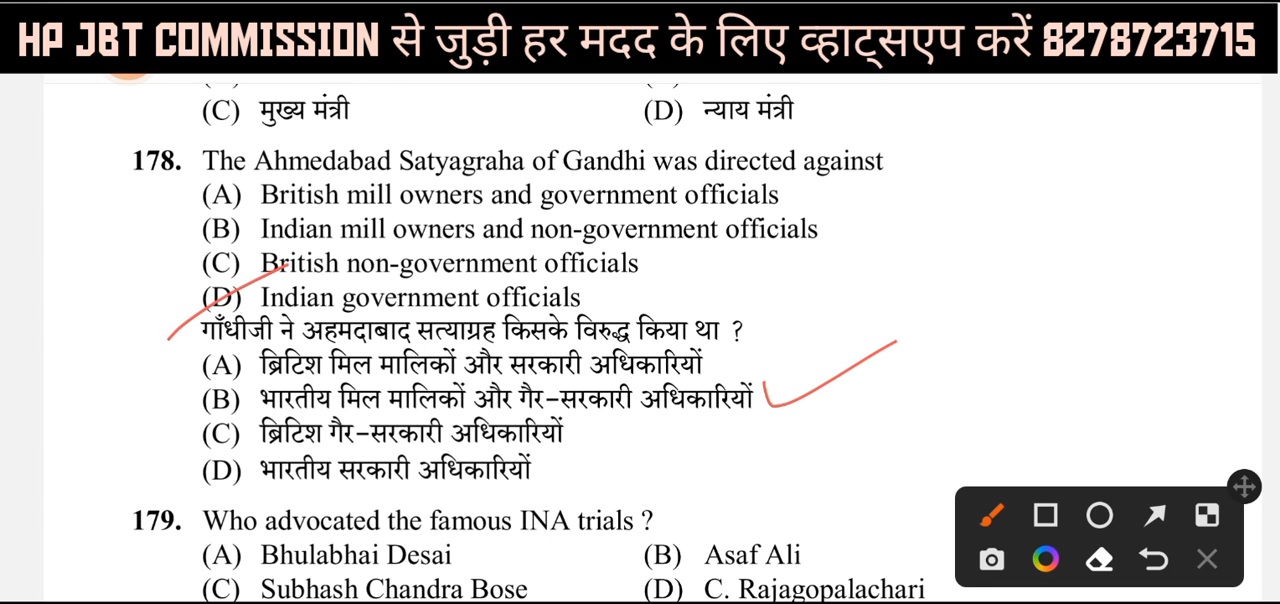 HP JBT COMMISSION से जुड़ी हर मदद के लिए व्हाट्सएप करें 8278723715
(C) मुख्य मंत्री (D) न्याय मंत्री
178. The Ahmedabad Satyagraha of Gandhi was directed against
(A) British mill owners and government officials
(B) Indian mill owners and non-government officials
(C) British non-government officials
(D) Indian government officials
गाँधीजी ने अहमदाबाद सत्याग्रह किसके विरुद्ध किया था ?
(A) ब्रिटिश मिल मालिकों और सरकारी अधिकारियों
(B) भारतीय मिल मालिकों और गैर-सरकारी अधिकारियों
(C) ब्रिटिश गैर-सरकारी अधिकारियों
(D) भारतीय सरकारी अधिकारियों
179. Who advocated the famous INA trials ?
(A) Bhulabhai Desai (B) Asaf Ali
(C) Subhash Chandra Bose (D) C. Rajagopalachari